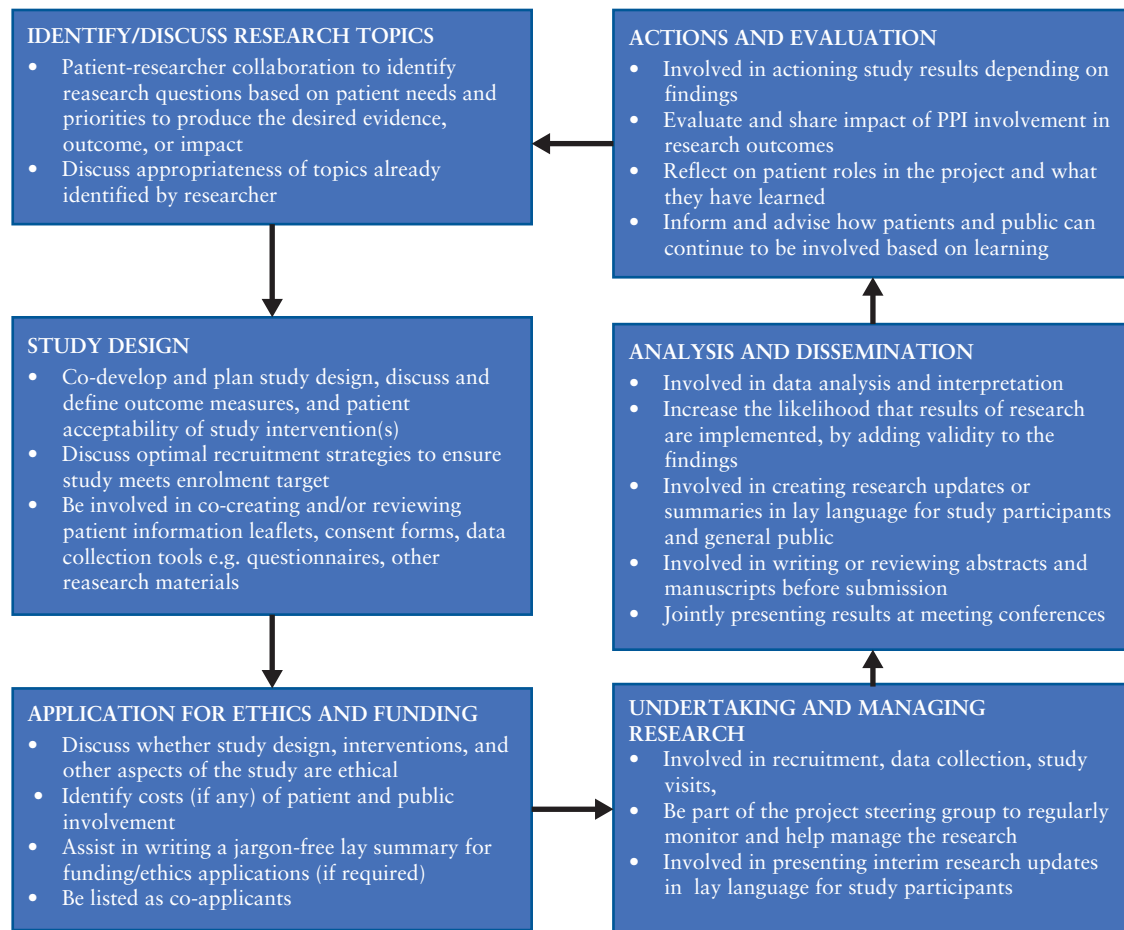 IDENTIFY/DISCUSS RESEARCH TOPICS
• Patient-researcher collaboration to identify
reasearch questions based on patient needs and
priorities to produce the desired evidence,
outcome, or impact
• Discuss appropriateness of topics already
identified by researcher
STUDY DESIGN
• Co-develop and plan study design, discuss and
define outcome measures, and patient
acceptability of study intervention(s)
• Discuss optimal recruitment strategies to ensure
study meets enrolment target
• Be involved in co-creating and/or reviewing
patient information leaflets, consent forms, data
collection tools e.g. questionnaires, other
reasearch materials
APPLICATION FOR ETHICS AND FUNDING
• Discuss whether study design, interventions, and
other aspects of the study are ethical
• Identify costs (if any) of patient and public
involvement
• Assist in writing a jargon-free lay summary for
funding/ethics applications (if required)
• Be listed as co-applicants
UNDERTAKING AND MANAGING
RESEARCH
• Involved in recruitment, data collection, study
visits,
• Be part of the project steering group to regularly
monitor and help manage the research
• Involved in presenting interim research updates
in lay language for study participants
ANALYSIS AND DISSEMINATION
• Involved in data analysis and interpretation
• Increase the likelihood that results of research
are implemented, by adding validity to the
findings
• Involved in creating research updates or
summaries in lay language for study participants
and general public
• Involved in writing or reviewing abstracts and
manuscripts before submission
• Jointly presenting results at meeting conferences
ACTIONS AND EVALUATION
• Involved in actioning study results depending on
findings
• Evaluate and share impact of PPI involvement in
research outcomes
• Reflect on patient roles in the project and what
they have learned
• Inform and advise how patients and public can
continue to be involved based on learning